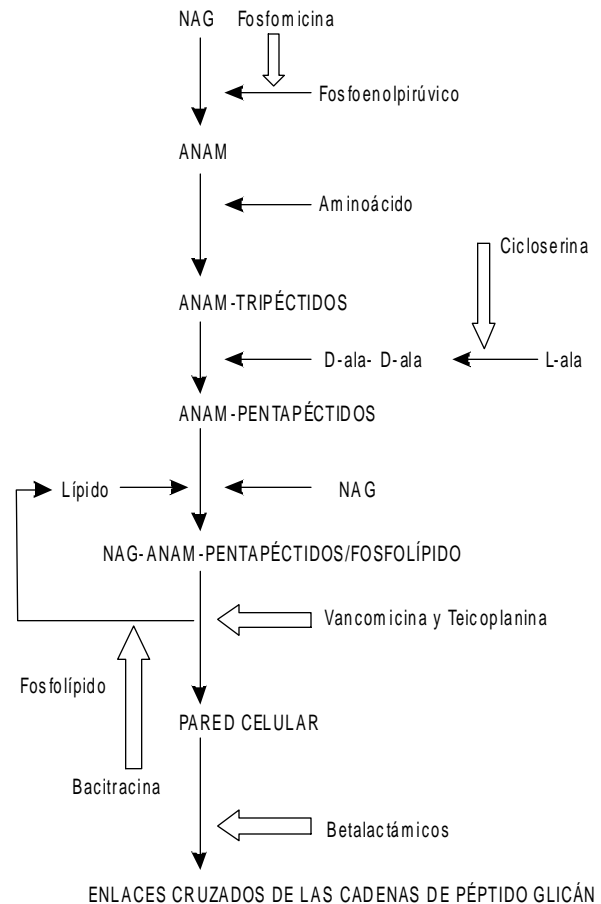 NAG Fosfomicina
Fosfoenolpirúvico
ANAM
Aminoácido
Cicloserina
ANAM-TRIPÉCTIDOS
D-ala- D-ala L-ala
ANAM-PENTAPÉCTIDOS
Lípido NAG
NAG-ANAM-PENTAPÉCTIDOS/FOSFOLÍPIDO
Vancomicina y Teicoplanina
Fosfolípido
PARED CELULAR
Bacitracina
Betalactámicos
ENLACES CRUZADOS DE LAS CADENAS DE PÉPTIDO GLICÁN